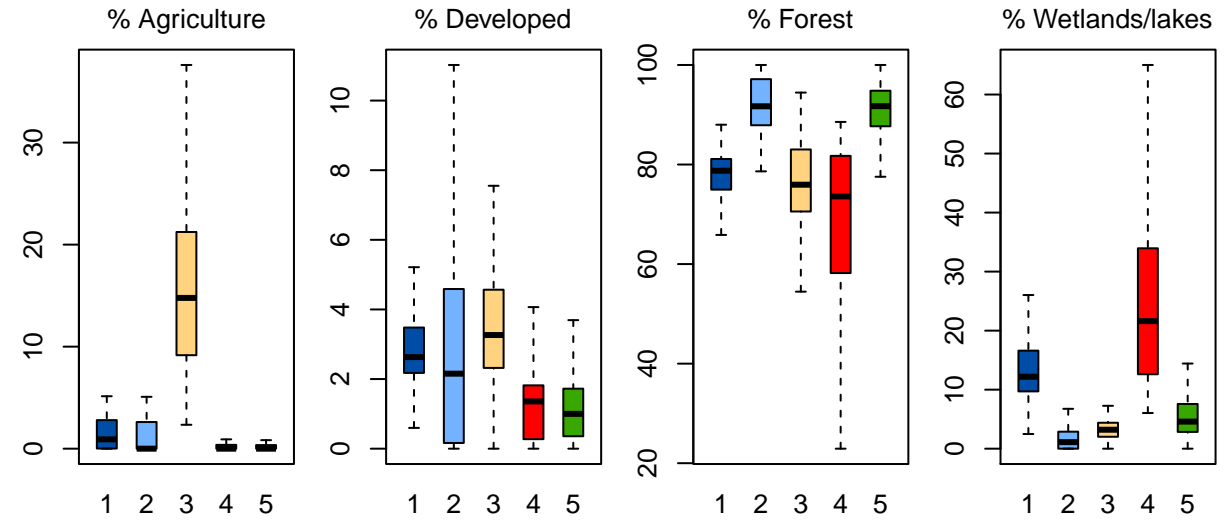 % Agriculture
% Developed
% Forest
% Wetlands/lakes
0 10 20 30
0 2 4 6 8 10
20 40 60 80 100
0 10 20 30 40 50 60
1 2 3 4 5
1 2 3 4 5
1 2 3 4 5
1 2 3 4 5